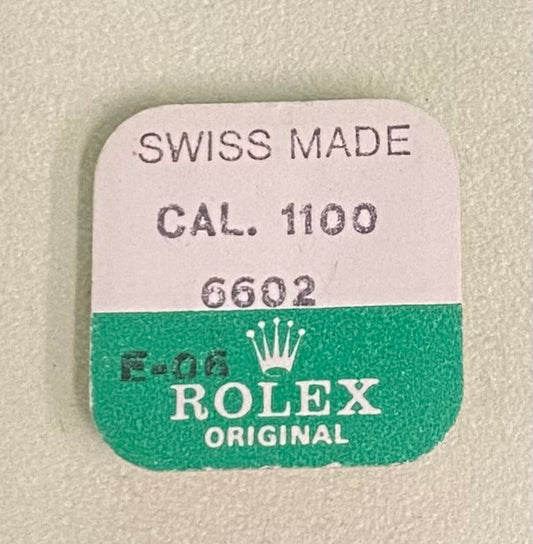 SWISS MADE
CAL. 1100
6602
E-06
ROLEX
ORIGINAL